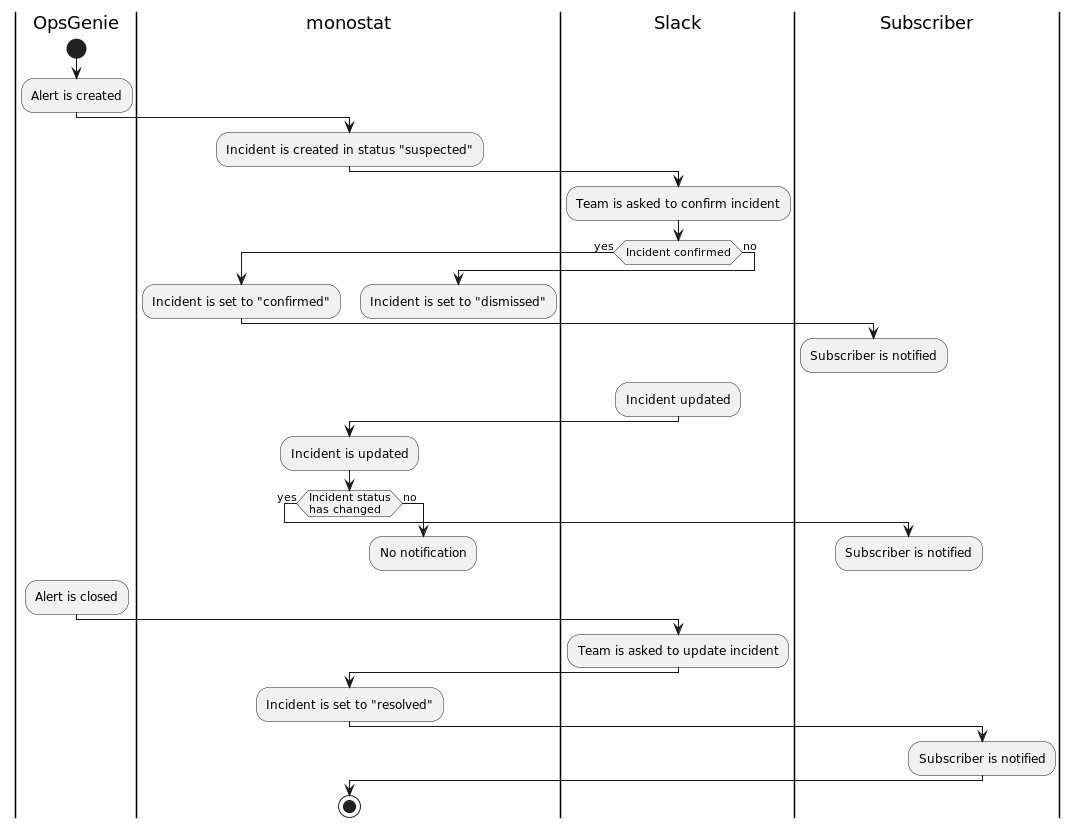 OpsGenie
monostat
Slack
Subscriber
Alert is created
Incident is created in status "suspected"
Team is asked to confirm incident
yes
Incident confirmed
no
Incident is set to "confirmed"
Incident is set to "dismissed"
Subscriber is notified
Incident updated
Incident is updated
yes
Incident status
has changed
no
No notification
Subscriber is notified
Alert is closed
Team is asked to update incident
Incident is set to "resolved"
Subscriber is notified